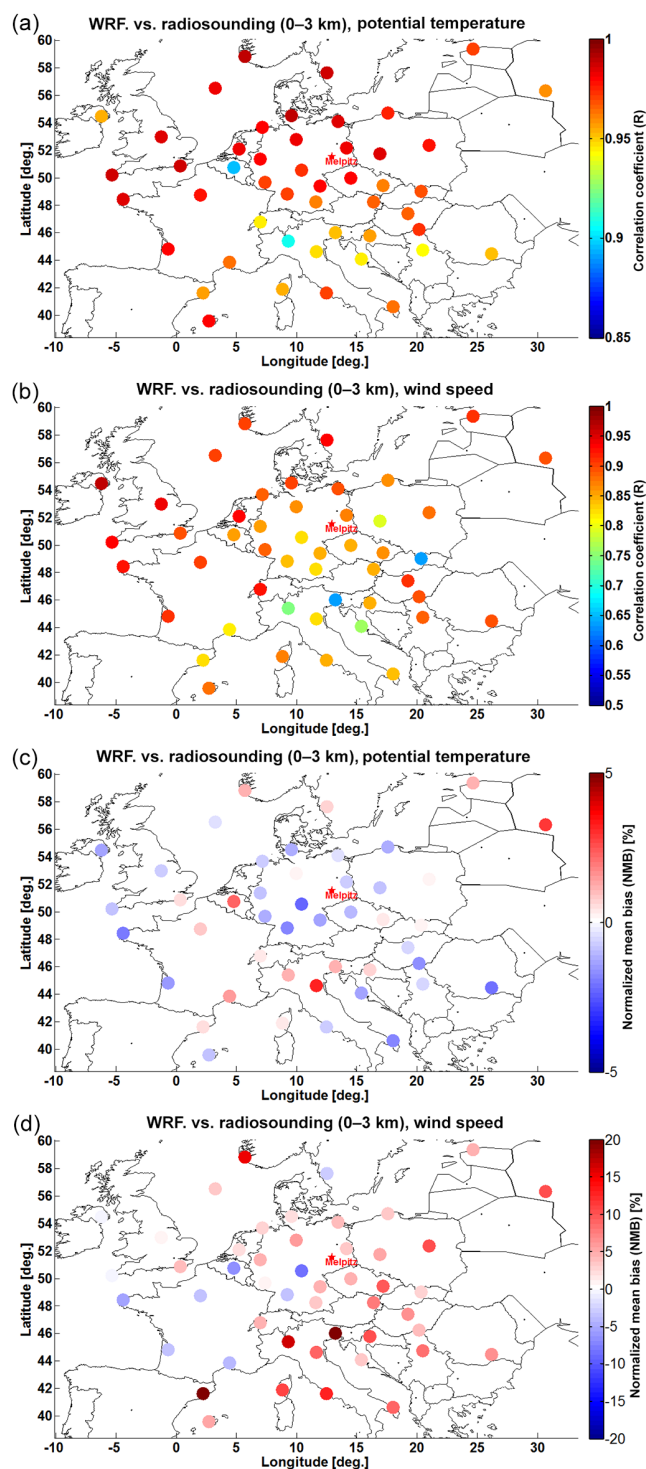 (a)
WRF. vs. radiosounding (0–3 km), potential temperature
60
58
56
54
52
50
48
46
44
42
40
Latitude [deg.]
Melpitz
-10 -5 0 5 10 15 20 25 30
Longitude [deg.]
1
0.95
0.9
0.85
Correlation coefficient (R)
(b)
WRF. vs. radiosounding (0–3 km), wind speed
60
58
56
54
52
50
48
46
44
42
40
Latitude [deg.]
Melpitz
-10 -5 0 5 10 15 20 25 30
Longitude [deg.]
1
0.95
0.9
0.85
0.8
0.75
0.7
0.65
0.6
0.55
0.5
Correlation coefficient (R)
(c)
WRF. vs. radiosounding (0–3 km), potential temperature
60
58
56
54
52
50
48
46
44
42
40
Latitude [deg.]
Melpitz
-10 -5 0 5 10 15 20 25 30
Longitude [deg.]
5
0
-5
Normalized mean bias (NMB) [%]
(d)
WRF. vs. radiosounding (0–3 km), wind speed
60
58
56
54
52
50
48
46
44
42
40
Latitude [deg.]
Melpitz
-10 -5 0 5 10 15 20 25 30
Longitude [deg.]
20
15
10
5
0
-5
-10
-15
-20
Normalized mean bias (NMB) [%]